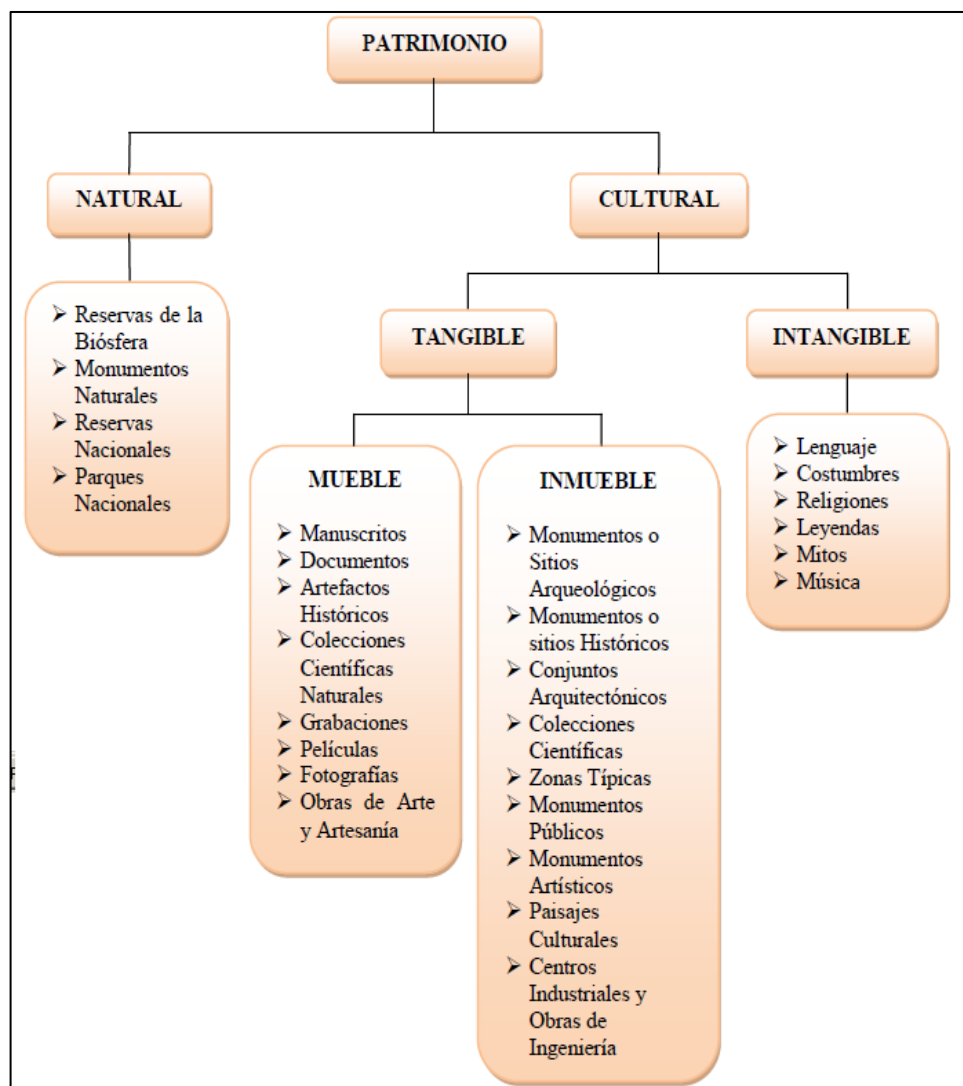 PATRIMONIO
NATURAL
CULTURAL
Reservas de la
Biósfera
Monumentos
Naturales
Reservas
Nacionales
Parques
Nacionales
TANGIBLE
INTANGIBLE
MUEBLE
Manuscritos
Documentos
Artefactos
Históricos
Colecciones
Científicas
Naturales
Grabaciones
Películas
Fotografías
Obras de Arte
y Artesanía
INMUEBLE
Monumentos o
Sitios
Arqueológicos
Monumentos o
sitios Históricos
Conjuntos
Arquitectónicos
Colecciones
Científicas
Zonas Típicas
Monumentos
Públicos
Monumentos
Artísticos
Paisajes
Culturales
Centros
Industriales y
Obras de
Ingeniería
Lenguaje
Costumbres
Religiones
Leyendas
Mitos
Música